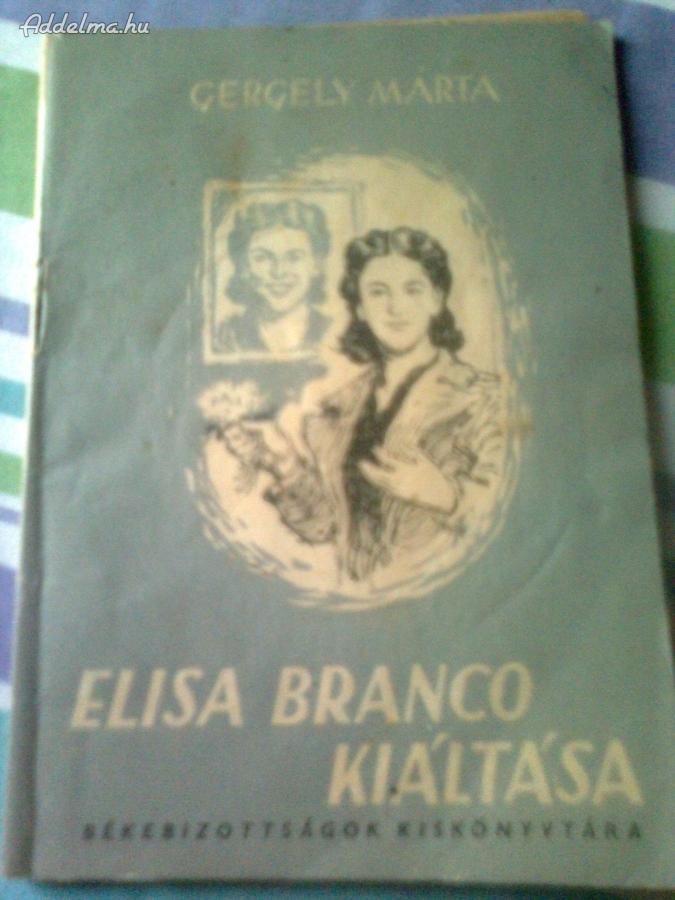 Addelma.hu
GERGELY MÁRTA
ELISA BRANCO
KIÁLTÁSA
BÉKEBIZOTTSÁGOK KISKÖNYVTÁRA